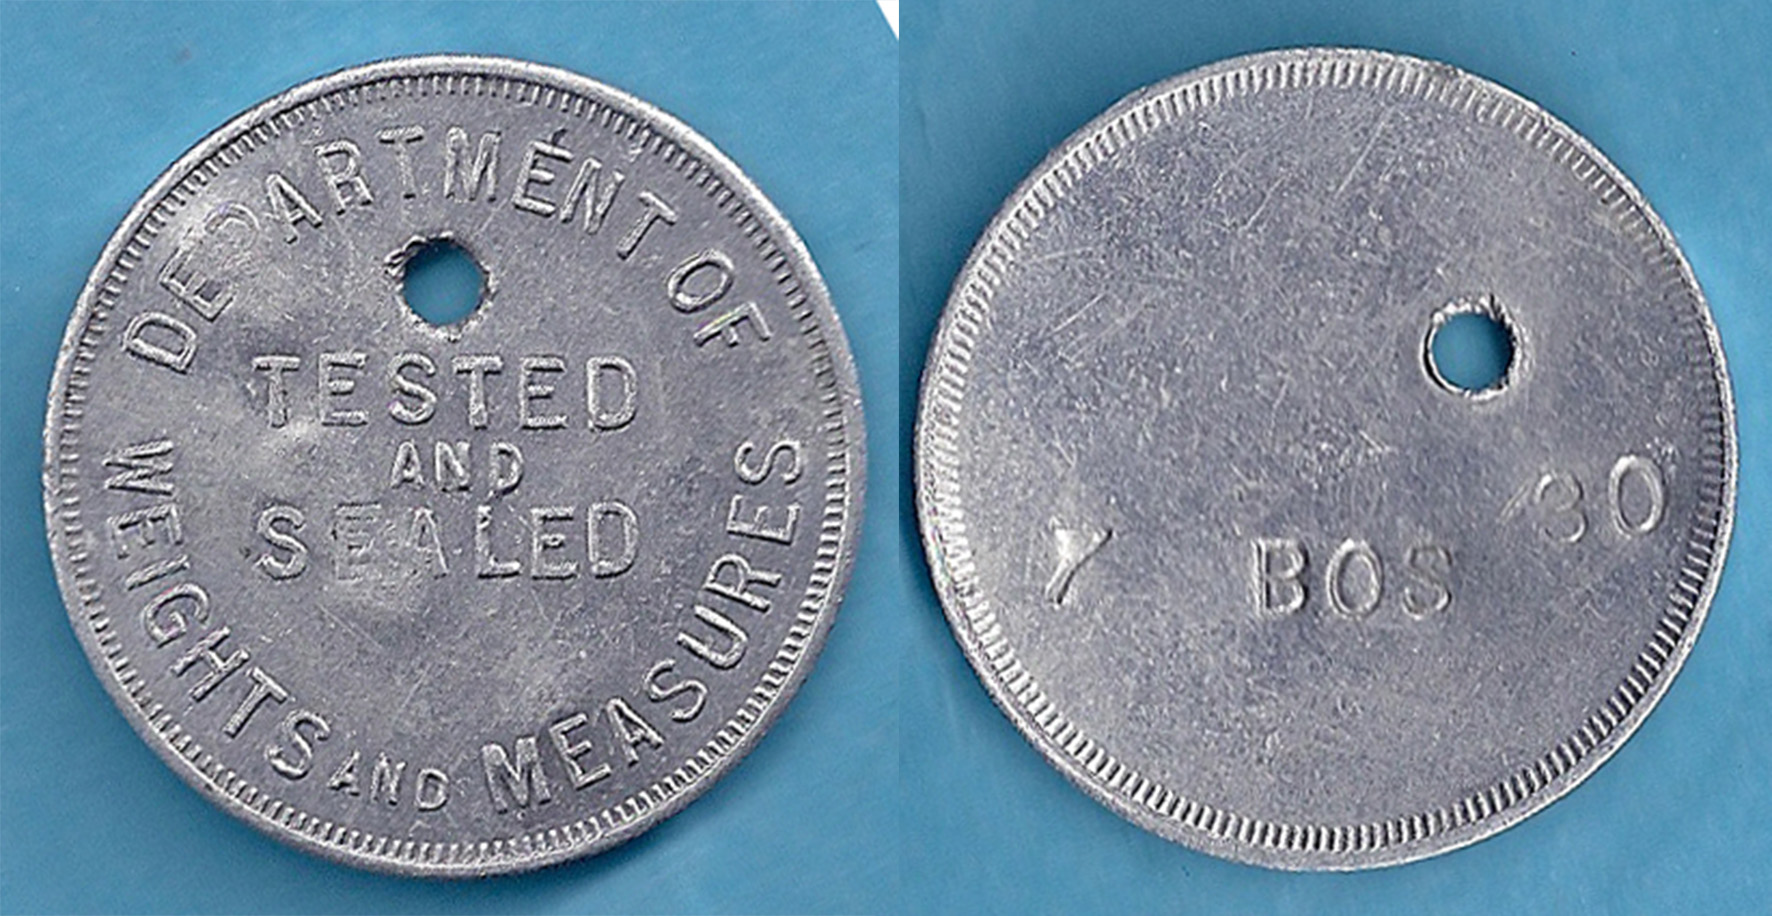 DEPARTMENT OF
TESTED
AND
SEALED
WEIGHTS AND MEASURES
Y BOS 30